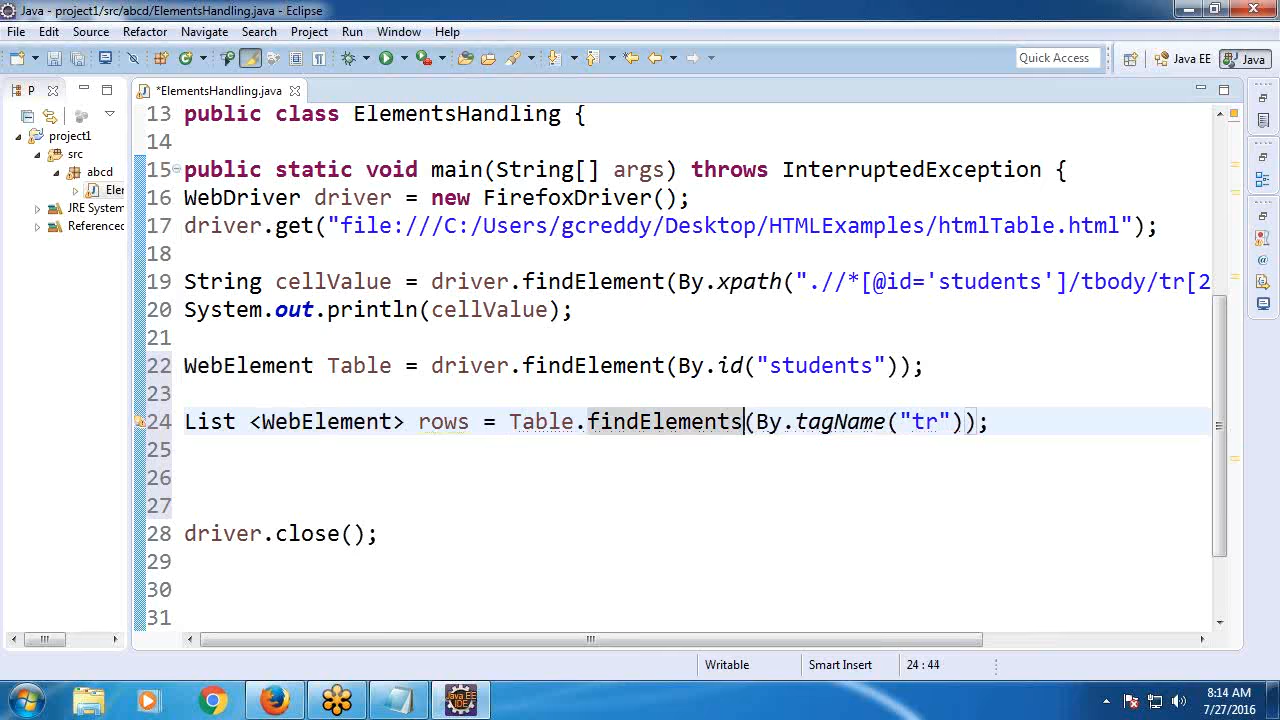 Java - project1/src/abcd/ElementsHandling.java - Eclipse
File Edit Source Refactor Navigate Search Project Run Window Help
Quick Access Java EE Java
P *ElementsHandling.java
project1
src
abcd
Elen
JRE System
Referenced
13 public class ElementsHandling {
14
15 public static void main(String[] args) throws InterruptedException {
16 WebDriver driver = new FirefoxDriver();
17 driver.get("file:///C:/Users/gcreddy/Desktop/HTMLExamples/htmlTable.html");
18
19 String cellValue = driver.findElement(By.xpath(".//*[@id='students']/tbody/tr[2
20 System.out.println(cellValue);
21
22 WebElement Table = driver.findElement(By.id("students"));
23
24 List <WebElement> rows = Table.findElements(By.tagName("tr"));
25
26
27
28 driver.close();
29
30
31
Writable Smart Insert 24 : 44
Java EE
IDE
8:14 AM
7/27/2016